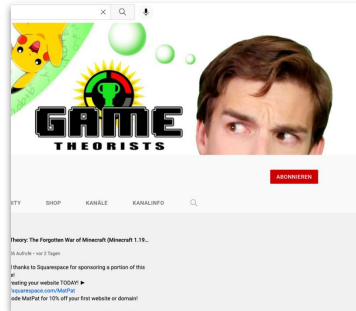 GAME
THEORISTS
ABONNIEREN
SHOP
KANÄLE
KANALINFO
Theory: The Forgotten War of Minecraft (Minecraft 1.19...
Aufrufe • vor 2 Tagen
thanks to Squarespace for sponsoring a portion of this
reating your website TODAY! ►
squarespace.com/MatPat
ode MatPat for 10% off your first website or domain!